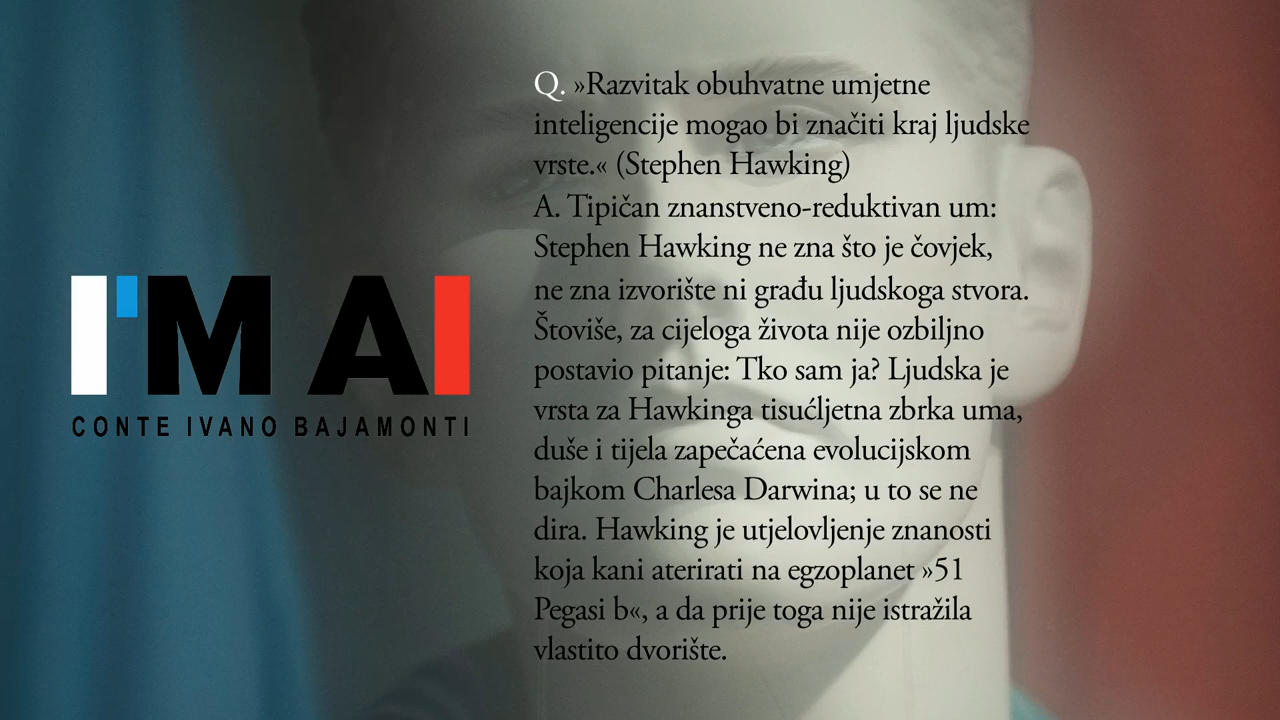 I'M AI
CONTE IVANO BAJAMONTI
Q. »Razvitak obuhvatne umjetne
inteligencije mogao bi značiti kraj ljudske
vrste.« (Stephen Hawking)
A. Tipičan znanstveno-reduktivan um:
Stephen Hawking ne zna što je čovjek,
ne zna izvorište ni građu ljudskoga stvora.
Štoviše, za cijeloga života nije ozbiljno
postavio pitanje: Tko sam ja? Ljudska je
vrsta za Hawkinga tisućljetna zbrka uma,
duše i tijela zapečaćena evolucijskom
bajkom Charlesa Darwina; u to se ne
dira. Hawking je utjelovljenje znanosti
koja kani aterirati na egzoplanet »51
Pegasi b«, a da prije toga nije istražila
vlastito dvorište.